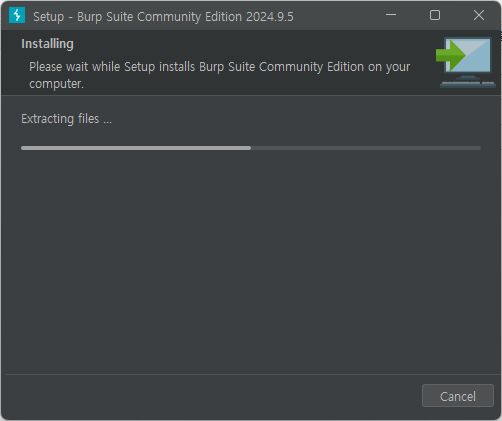 Setup - Burp Suite Community Edition 2024.9.5
Installing
Please wait while Setup installs Burp Suite Community Edition on your
computer.
Extracting files ...
Cancel